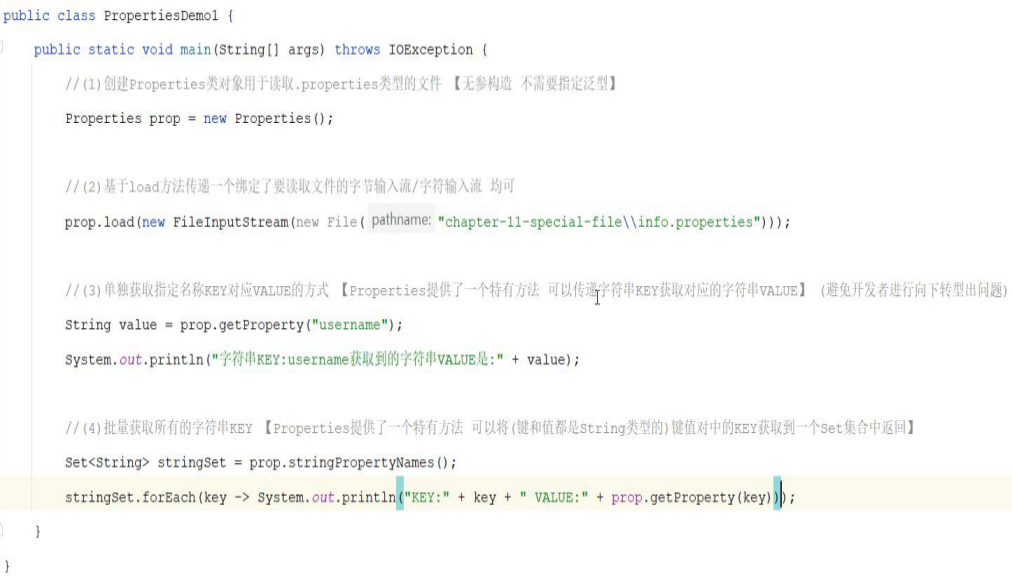 public class PropertiesDemo1 {
public static void main(String[] args) throws IOException {
//(1)创建Properties类对象用于读取.properties类型的文件 【无参构造 不需要指定泛型】
Properties prop = new Properties();
//(2)基于load方法传递一个绑定了要读取文件的字节输入流/字符输入流 均可
prop.load(new FileInputStream(new File( pathname: "chapter-11-special-file\\info.properties")));
//(3)单独获取指定名称KEY对应VALUE的方式 【Properties提供了一个特有方法 可以传递字符串KEY获取对应的字符串VALUE】 (避免开发者进行向下转型出问题)
String value = prop.getProperty("username");
System.out.println("字符串KEY:username获取到的字符串VALUE是:" + value);
//(4)批量获取所有的字符串KEY 【Properties提供了一个特有方法 可以将(键和值都是String类型的)键值对中的KEY获取到一个Set集合中返回】
Set<String> stringSet = prop.stringPropertyNames();
stringSet.forEach(key -> System.out.println("KEY:" + key + " VALUE:" + prop.getProperty(key)));
}
}